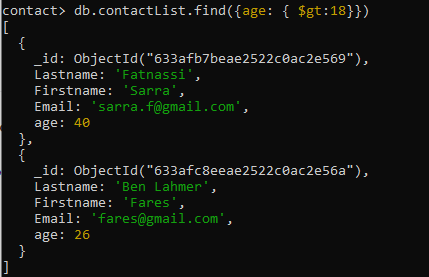 contact> db.contactList.find({age: { $gt:18}})
[
  {
    _id: ObjectId("633afb7beae2522c0ac2e569"),
    Lastname: 'Fatnassi',
    Firstname: 'Sarra',
    Email: 'sarra.f@gmail.com',
    age: 40
  },
  {
    _id: ObjectId("633afc8eeae2522c0ac2e56a"),
    Lastname: 'Ben Lahmer',
    Firstname: 'Fares',
    Email: 'fares@gmail.com',
    age: 26
  }
]